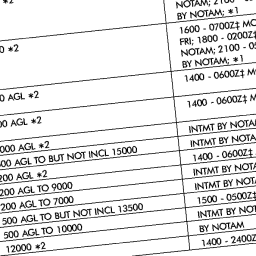 *2
NOTAM; 2100 -
BY NOTAM; *1
0 *2
1600 - 0700Z‡ MO
FRI; 1800 - 0200Z‡
NOTAM; 2100 - 05
BY NOTAM; *1
0 AGL *2
1400 - 0600Z‡ MO
00 AGL *2
1400 - 0600Z‡ M
000 AGL *2
INTMT BY NOTA
500 AGL TO BUT NOT INCL 15000
INTMT BY NOTA
200 AGL *2
1400 - 0600Z‡
200 AGL TO 9000
INTMT BY NOTA
200 AGL TO 7000
INTMT BY NOTA
500 AGL TO BUT NOT INCL 13500
1500 - 0500Z‡
500 AGL TO 10000
INTMT BY NOT
12000 *2
BY NOTAM
1400 - 2400Z